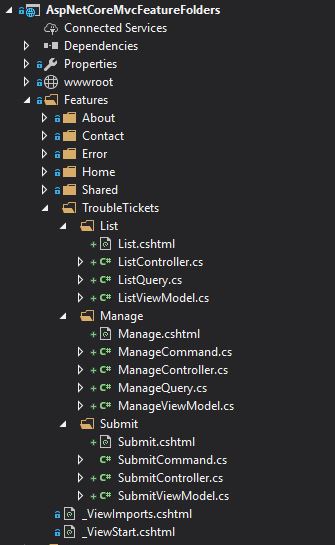 AspNetCoreMvcFeatureFolders
Connected Services
Dependencies
Properties
wwwroot
Features
About
Contact
Error
Home
Shared
TroubleTickets
List
List.cshtml
C# ListController.cs
C# ListQuery.cs
C# ListViewModel.cs
Manage
Manage.cshtml
C# ManageCommand.cs
C# ManageController.cs
C# ManageQuery.cs
C# ManageViewModel.cs
Submit
Submit.cshtml
C# SubmitCommand.cs
C# SubmitController.cs
C# SubmitViewModel.cs
_ViewImports.cshtml
_ViewStart.cshtml